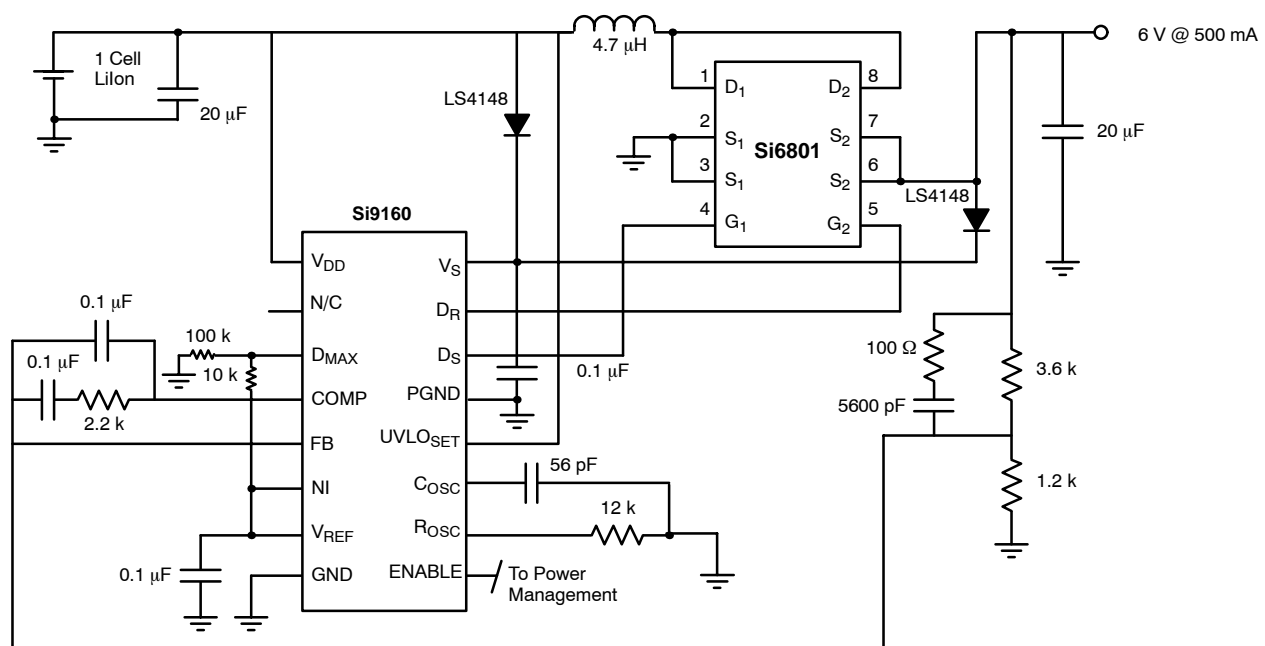 1 Cell
LiIon
20 μF
4.7 μH
6 V @ 500 mA
LS4148
1
D1
D2
8
2
S1
S2
7
Si6801
3
S1
S2
6
4
G1
G2
5
LS4148
20 μF
Si9160
VDD
VS
N/C
DR
DMAX
DS
COMP
PGND
FB
UVLOSET
NI
COSC
VREF
ROSC
GND
ENABLE
0.1 μF
0.1 μF
2.2 k
100 k
10 k
0.1 μF
0.1 μF
56 pF
12 k
To Power
Management
100 Ω
5600 pF
3.6 k
1.2 k